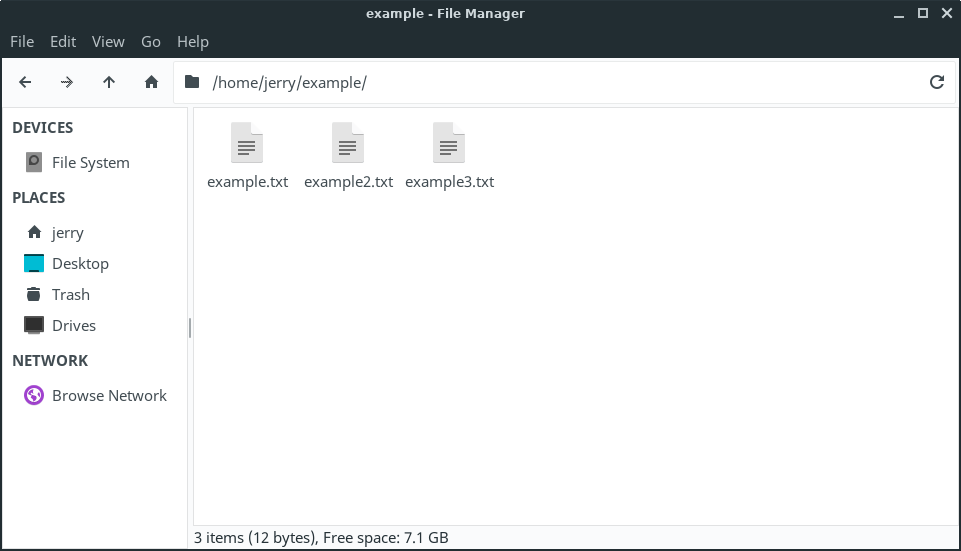 example - File Manager
File Edit View Go Help
/home/jerry/example/
DEVICES
File System
PLACES
jerry
Desktop
Trash
Drives
NETWORK
Browse Network
example.txt example2.txt example3.txt
3 items (12 bytes), Free space: 7.1 GB